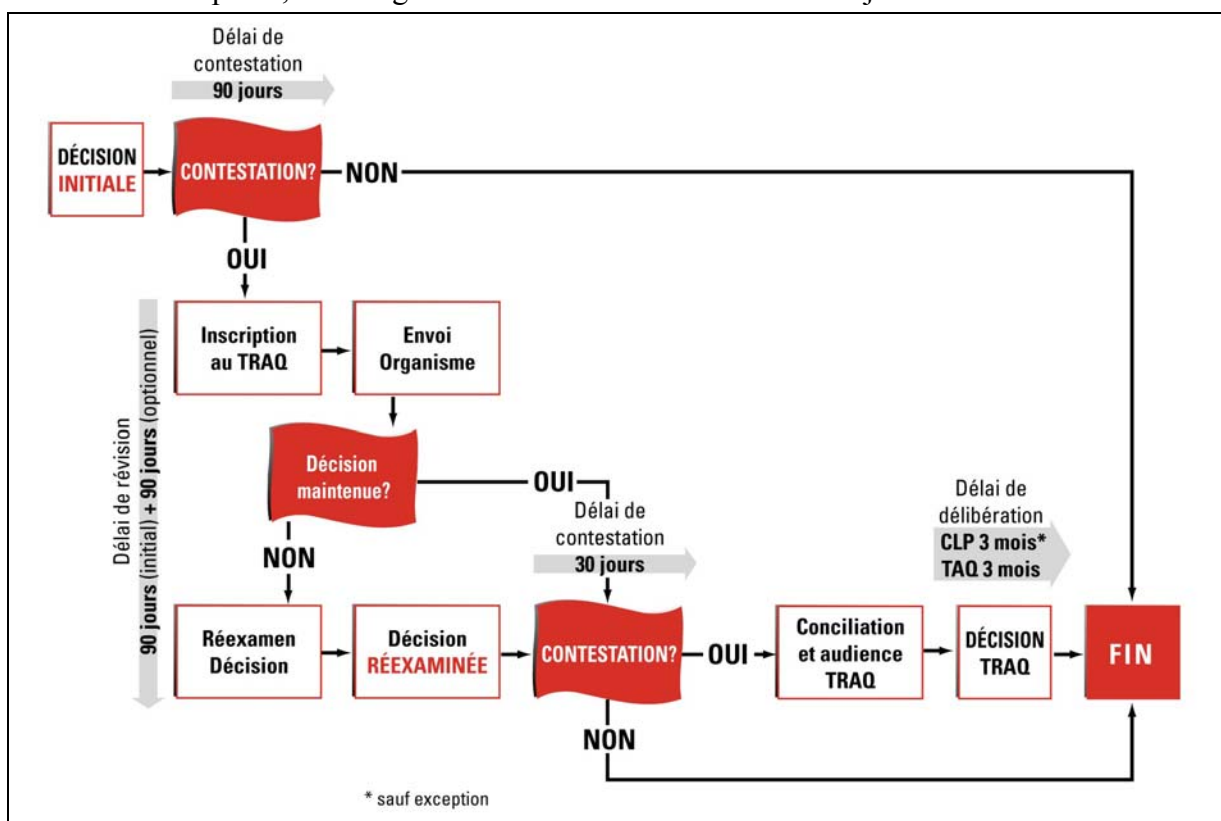 Délai de
contestation
90 jours
DÉCISION
INITIALE
CONTESTATION?
NON
OUI
Inscription
au TRAQ
Envoi
Organisme
Délai de révision
90 jours (initial) + 90 jours (optionnel)
Décision
maintenue?
OUI
NON
Délai de
contestation
30 jours
Délai de
délibération
CLP 3 mois*
TAQ 3 mois
Réexamen
Décision
Décision
RÉEXAMINÉE
CONTESTATION?
OUI
Conciliation
et audience
TRAQ
DÉCISION
TRAQ
FIN
NON
* sauf exception